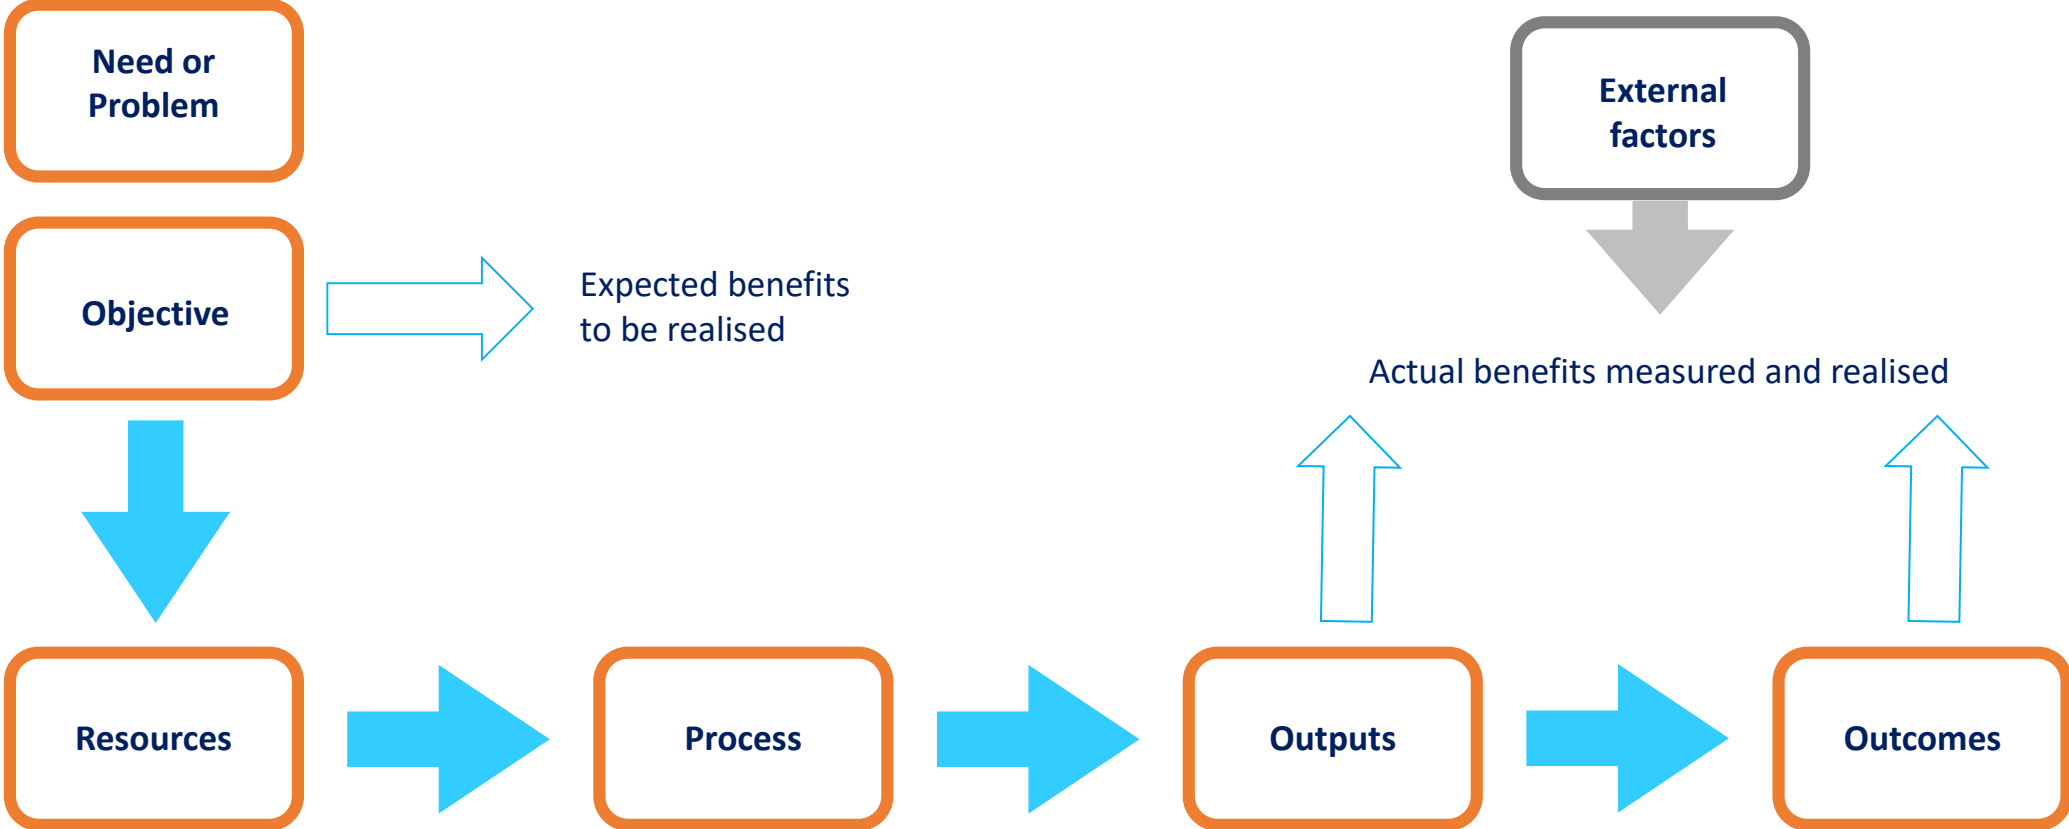 Need or
Problem
External
factors
Objective
Expected benefits
to be realised
Actual benefits measured and realised
Resources
Process
Outputs
Outcomes